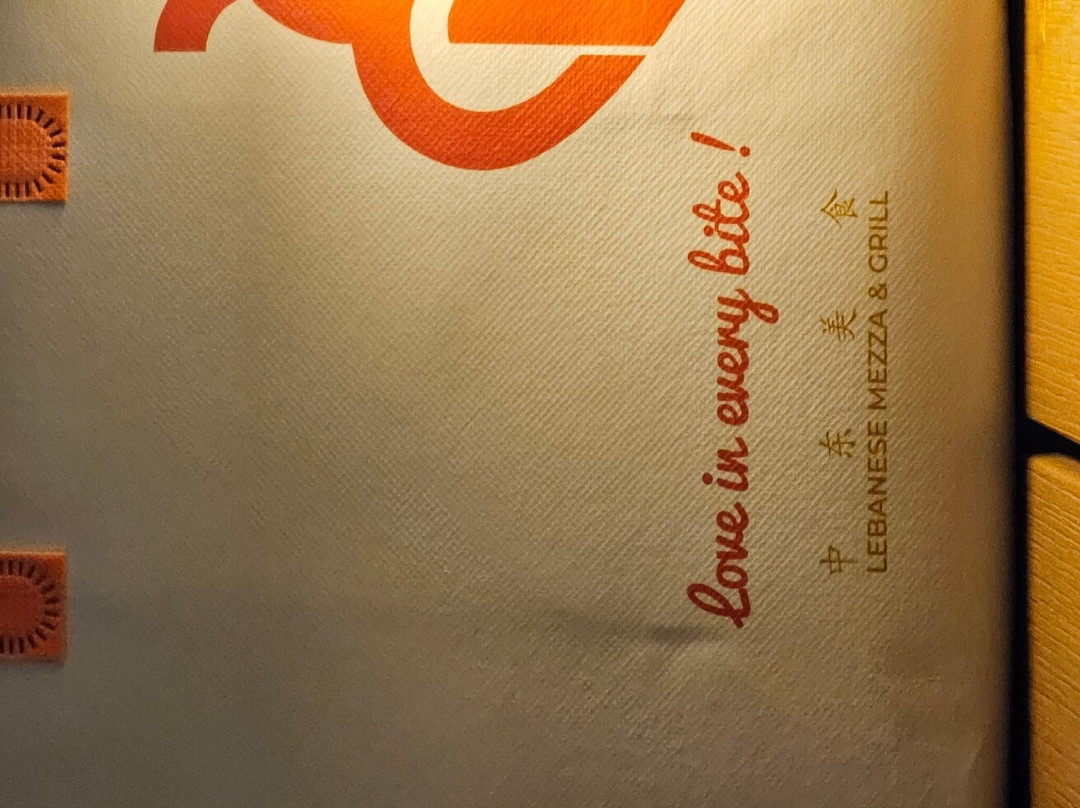 Love in every bite !
中东美食
LEBANESE MEZZA & GRILL